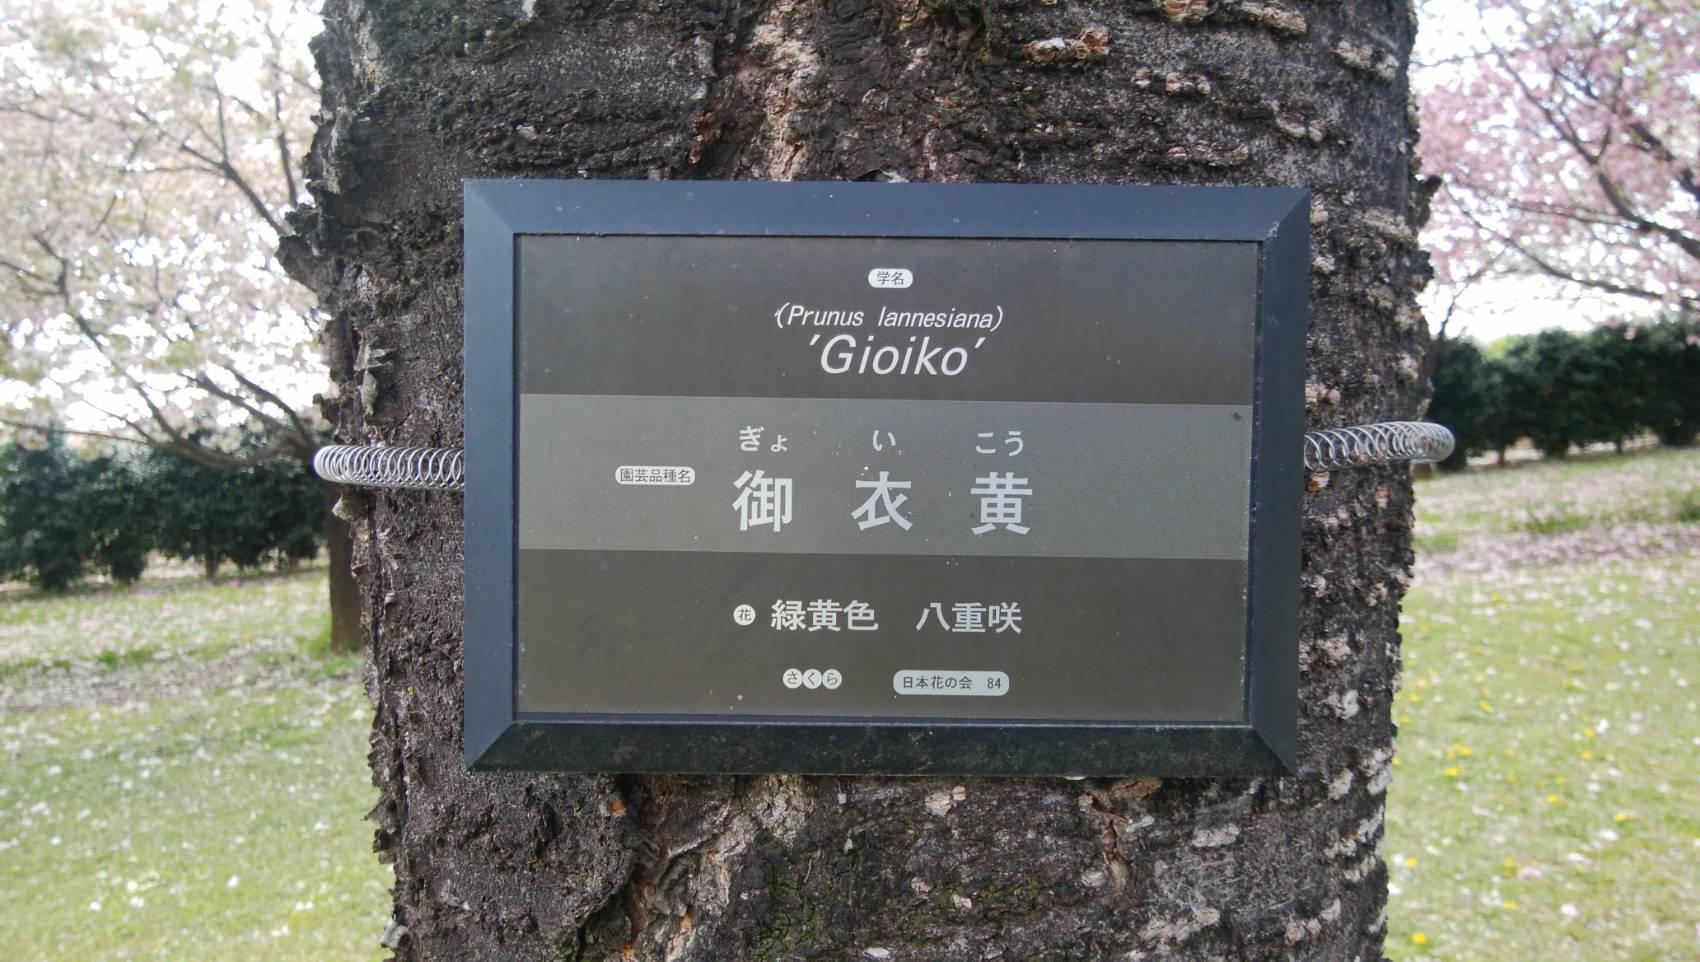 学名
(Prunus lannesiana)
'Gioiko'
ぎょ い こう
園芸品種名 御衣黄
花 緑黄色 八重咲
さくら 日本花の会 84